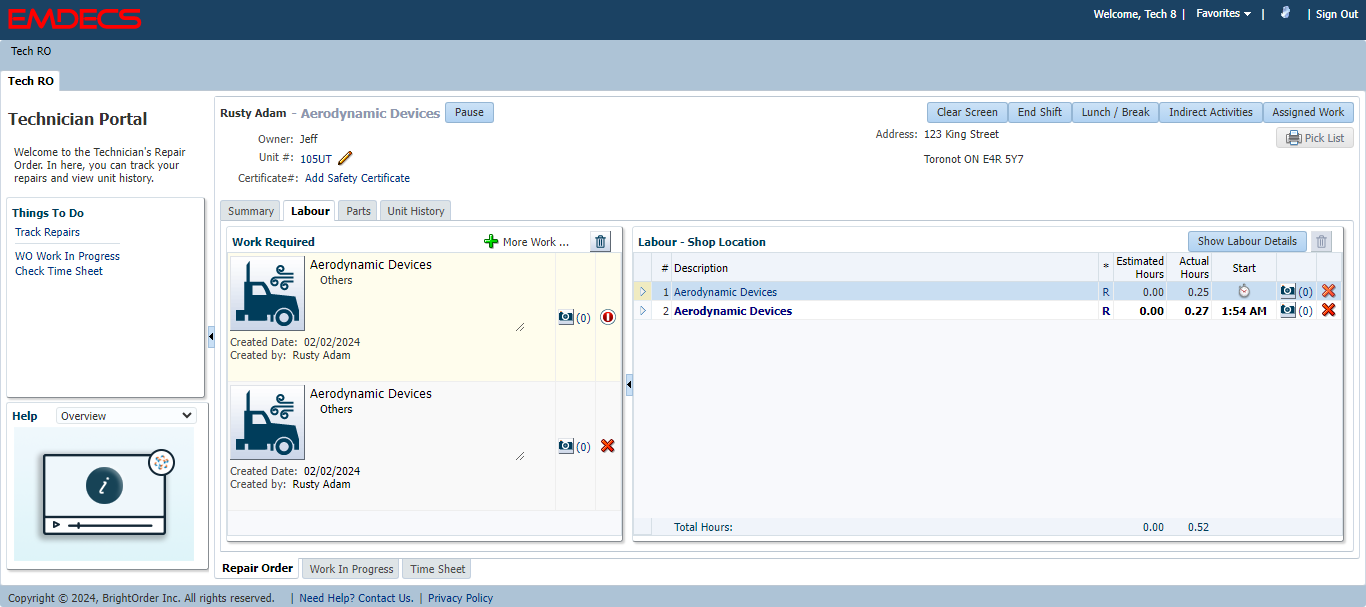 EMDECS
Welcome, Tech 8 | Favorites | | Sign Out
Tech RO
Tech RO
Technician Portal
Welcome to the Technician's Repair
Order. In here, you can track your
repairs and view unit history.
Things To Do
Track Repairs
WO Work In Progress
Check Time Sheet
Help Overview
Rusty Adam - Aerodynamic Devices Pause
Clear Screen End Shift Lunch / Break Indirect Activities Assigned Work
Owner: Jeff
Unit #: 105UT
Certificate#: Add Safety Certificate
Address: 123 King Street
Toronot ON E4R 5Y7
Pick List
Summary Labour Parts Unit History
Work Required More Work ...
Aerodynamic Devices
Others
(0)
Created Date: 02/02/2024
Created by: Rusty Adam
Aerodynamic Devices
Others
(0)
Created Date: 02/02/2024
Created by: Rusty Adam
Labour - Shop Location Show Labour Details
# Description * Estimated Hours Actual Hours Start
1 Aerodynamic Devices R 0.00 0.25 (0)
2 Aerodynamic Devices R 0.00 0.27 1:54 AM (0)
Total Hours: 0.00 0.52
Repair Order Work In Progress Time Sheet
Copyright © 2024, BrightOrder Inc. All rights reserved. | Need Help? Contact Us. | Privacy Policy